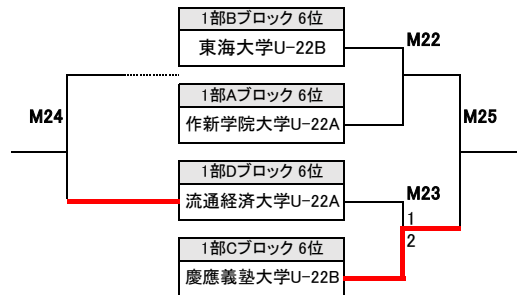 1部Bブロック 6位
東海大学U-22B
M22
1部Aブロック 6位
M24
作新学院大学U-22A
M25
1部Dブロック 6位
流通経済大学U-22A
M23
1
2
1部Cブロック 6位
慶應義塾大学U-22B